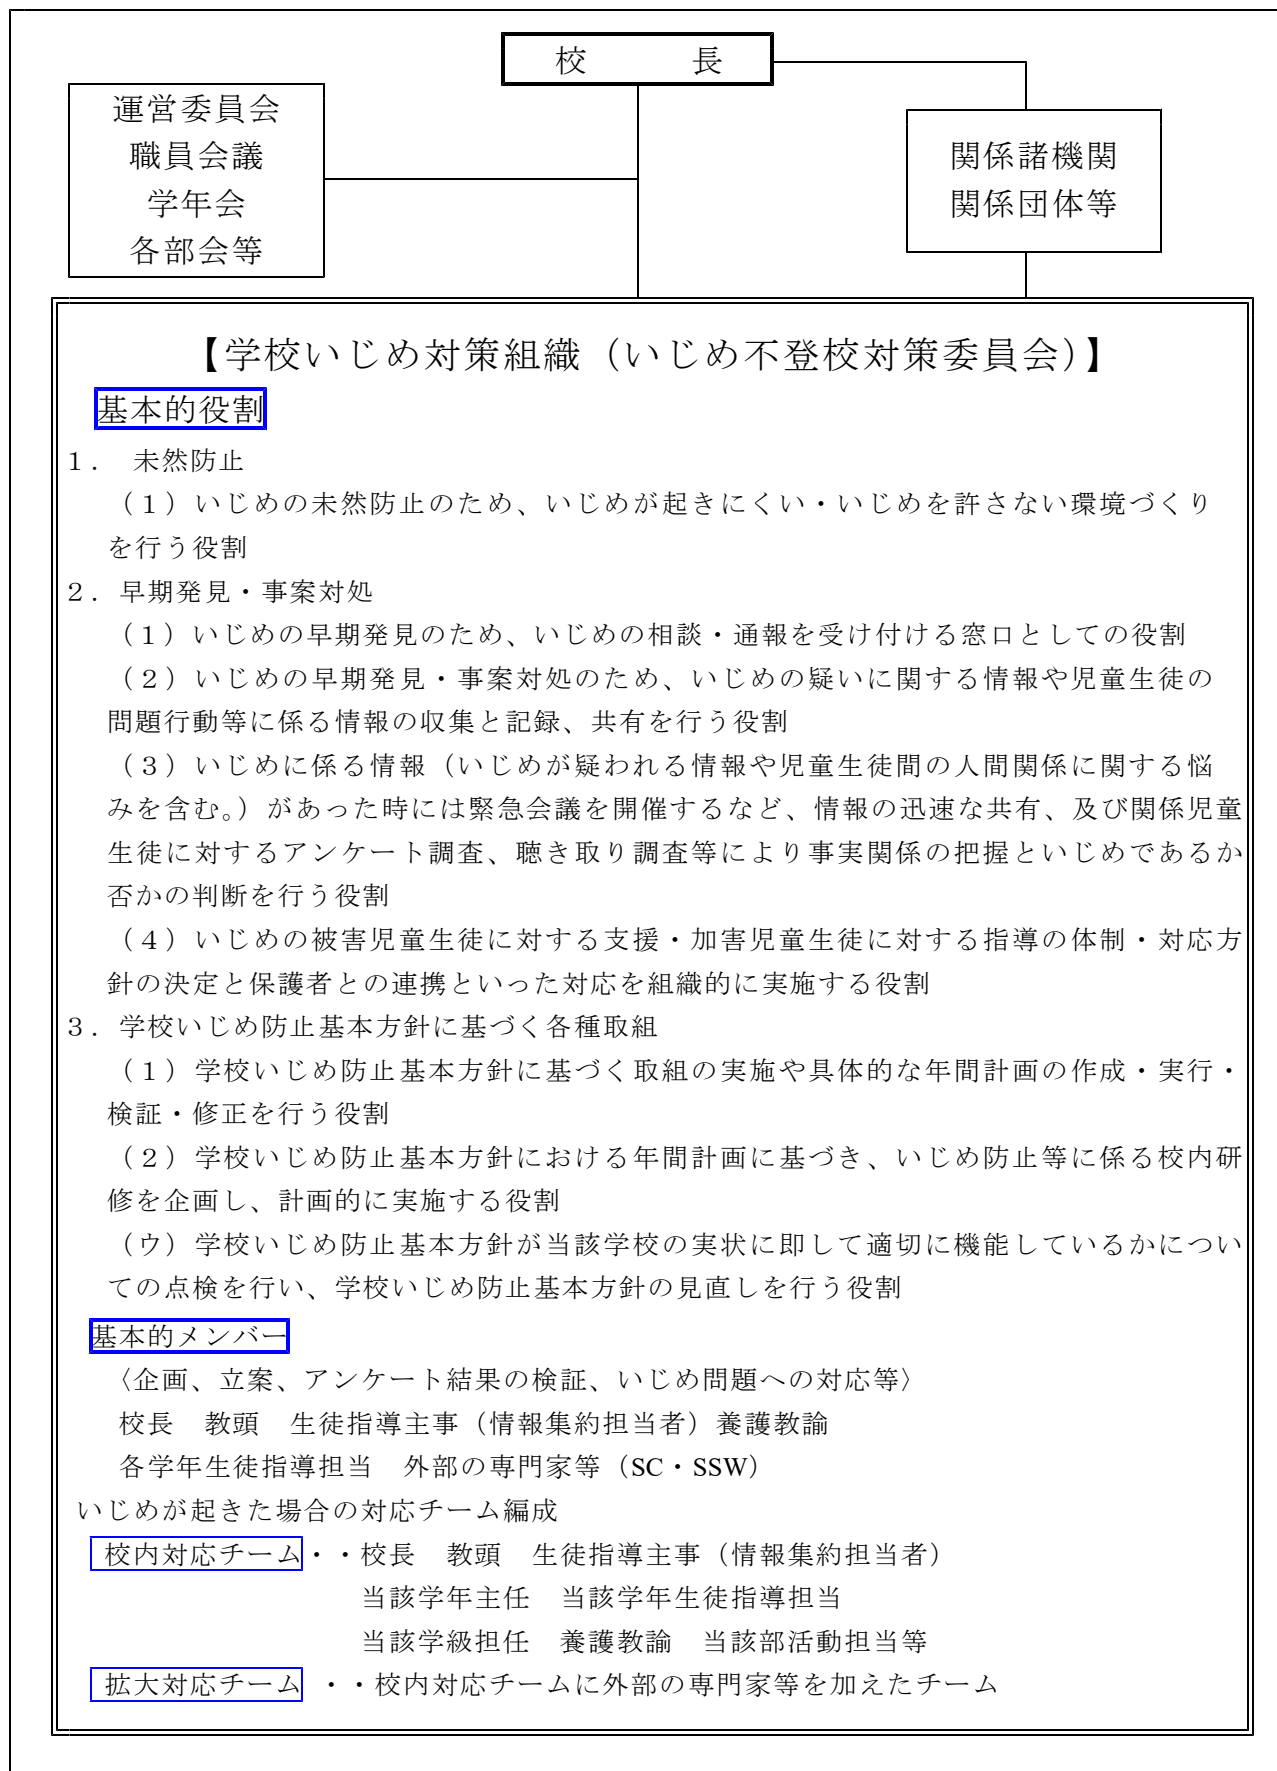 校　　長
運営委員会
職員会議
学年会
各部会等
関係諸機関
関係団体等
【学校いじめ対策組織（いじめ不登校対策委員会）】
基本的役割
１．　未然防止
（１）いじめの未然防止のため、いじめが起きにくい・いじめを許さない環境づくり
を行う役割
２．早期発見・事案対処
（１）いじめの早期発見のため、いじめの相談・通報を受け付ける窓口としての役割
（２）いじめの早期発見・事案対処のため、いじめの疑いに関する情報や児童生徒の
問題行動等に係る情報の収集と記録、共有を行う役割
（３）いじめに係る情報（いじめが疑われる情報や児童生徒間の人間関係に関する悩
みを含む。）があった時には緊急会議を開催するなど、情報の迅速な共有、及び関係児童
生徒に対するアンケート調査、聴き取り調査等により事実関係の把握といじめであるか
否かの判断を行う役割
（４）いじめの被害児童生徒に対する支援・加害児童生徒に対する指導の体制・対応方
針の決定と保護者との連携といった対応を組織的に実施する役割
３．学校いじめ防止基本方針に基づく各種取組
（１）学校いじめ防止基本方針に基づく取組の実施や具体的な年間計画の作成・実行・
検証・修正を行う役割
（２）学校いじめ防止基本方針における年間計画に基づき、いじめ防止等に係る校内研
修を企画し、計画的に実施する役割
（ウ）学校いじめ防止基本方針が当該学校の実状に即して適切に機能しているかについ
ての点検を行い、学校いじめ防止基本方針の見直しを行う役割
基本的メンバー
〈企画、立案、アンケート結果の検証、いじめ問題への対応等〉
校長　教頭　生徒指導主事（情報集約担当者）養護教諭
各学年生徒指導担当　外部の専門家等（SC・SSW）
いじめが起きた場合の対応チーム編成
校内対応チーム・・校長　教頭　生徒指導主事（情報集約担当者）
当該学年主任　当該学年生徒指導担当
当該学級担任　養護教諭　当該部活動担当等
拡大対応チーム　・・校内対応チームに外部の専門家等を加えたチーム